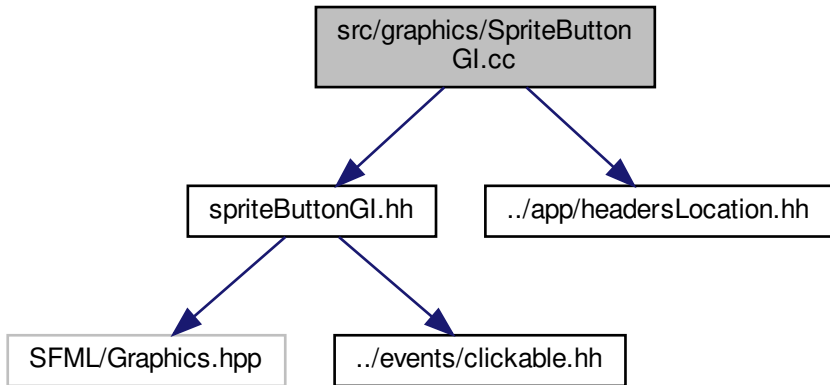 src/graphics/SpriteButton
GI.cc
spriteButtonGI.hh
../app/headersLocation.hh
SFML/Graphics.hpp
../events/clickable.hh